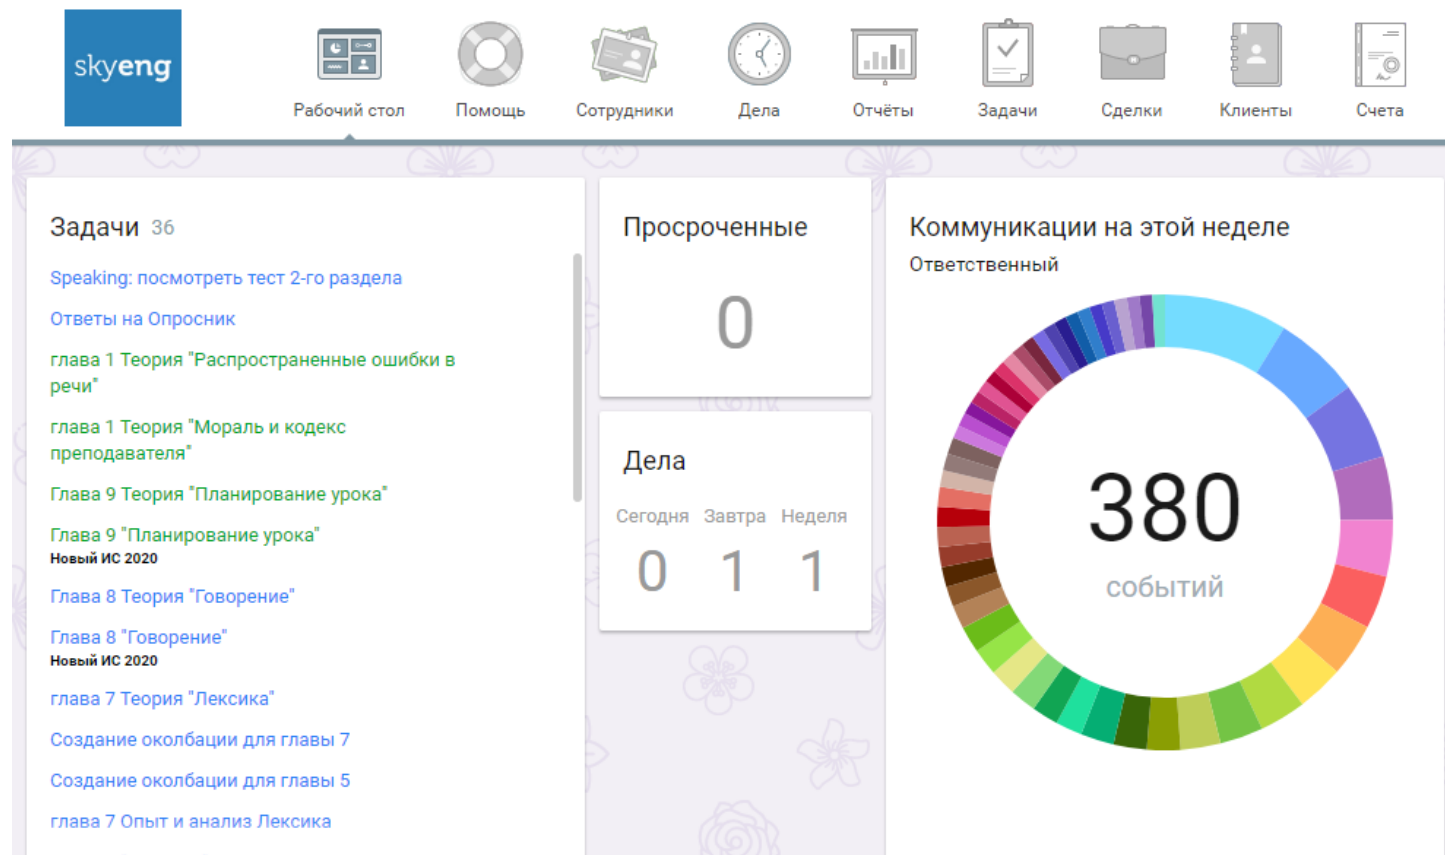 skyeng
Рабочий стол
Помощь
Сотрудники
Дела
Отчёты
Задачи
Сделки
Клиенты
Счета
Задачи 36
Speaking: посмотреть тест 2-го раздела
Ответы на Опросник
глава 1 Теория "Распространенные ошибки в
речи"
глава 1 Теория "Мораль и кодекс
преподавателя"
Глава 9 Теория "Планирование урока"
Глава 9 "Планирование урока"
Новый ИС 2020
Глава 8 Теория "Говорение"
Глава 8 "Говорение"
Новый ИС 2020
глава 7 Теория "Лексика"
Создание околбации для главы 7
Создание околбации для главы 5
глава 7 Опыт и анализ Лексика
Просроченные
0
Дела
Сегодня Завтра Неделя
0 1 1
Коммуникации на этой неделе
Ответственный
380
событий